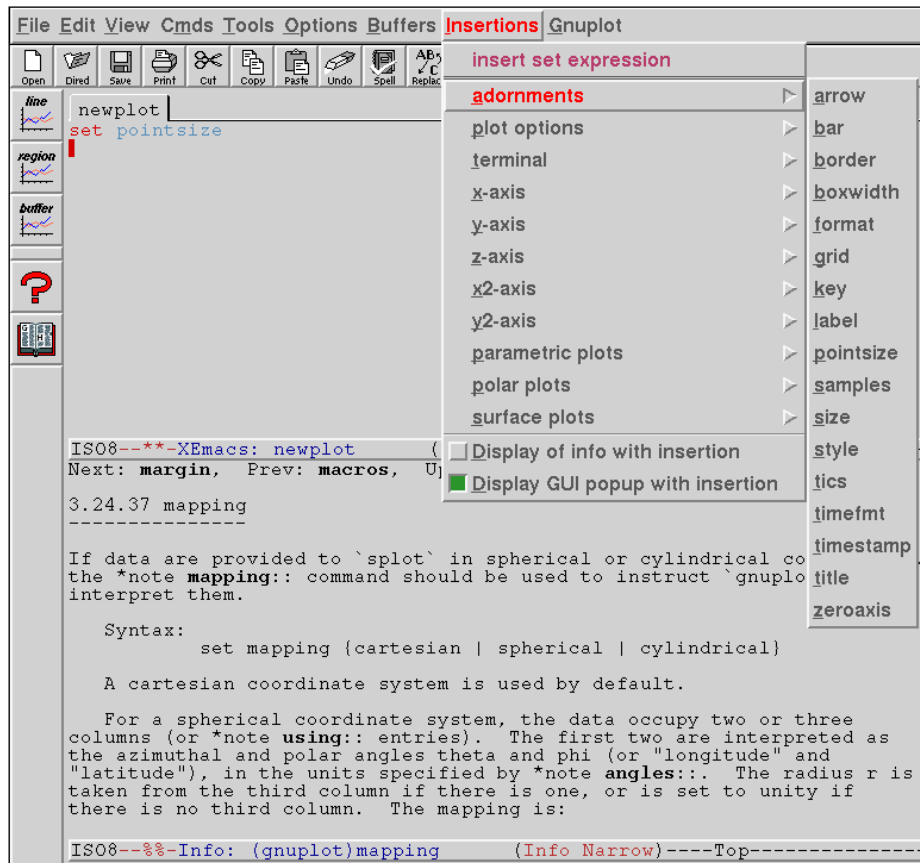 File Edit View Cmds Tools Options Buffers Insertions Gnuplot
Open Dired Save Print Cut Copy Paste Undo Spell Replac
line
region
buffer
newplot
set pointsize
insert set expression
adornments
plot options
terminal
x-axis
y-axis
z-axis
x2-axis
y2-axis
parametric plots
polar plots
surface plots
Display of info with insertion
Display GUI popup with insertion
arrow
bar
border
boxwidth
format
grid
key
label
pointsize
samples
size
style
tics
timefmt
timestamp
title
zeroaxis
ISO8--**-XEmacs: newplot (
Next: margin, Prev: macros, Up
3.24.37 mapping
---------------
If data are provided to `splot` in spherical or cylindrical co
the *note mapping:: command should be used to instruct `gnuplo
interpret them.
Syntax:
set mapping {cartesian | spherical | cylindrical}
A cartesian coordinate system is used by default.
For a spherical coordinate system, the data occupy two or three
columns (or *note using:: entries). The first two are interpreted as
the azimuthal and polar angles theta and phi (or "longitude" and
"latitude"), in the units specified by *note angles::. The radius r is
taken from the third column if there is one, or is set to unity if
there is no third column. The mapping is:
ISO8--%%-Info: (gnuplot)mapping (Info Narrow)----Top--------------